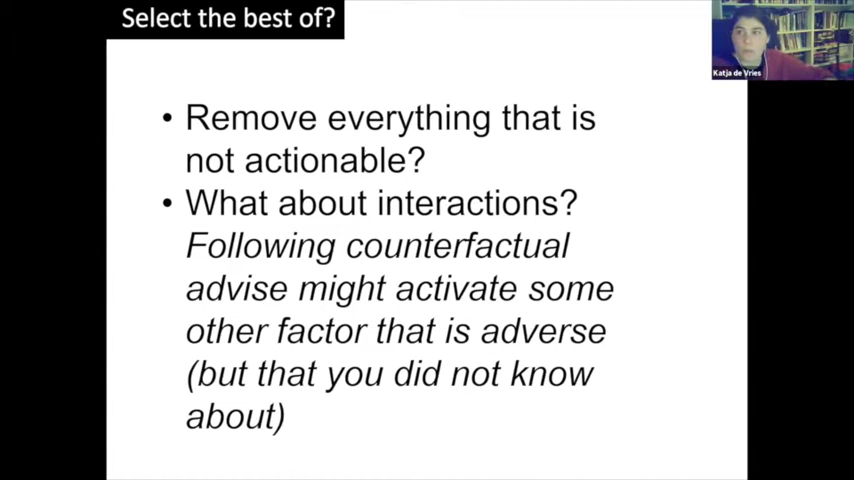 Select the best of?
Katja de Vries
• Remove everything that is
not actionable?
• What about interactions?
Following counterfactual
advise might activate some
other factor that is adverse
(but that you did not know
about)